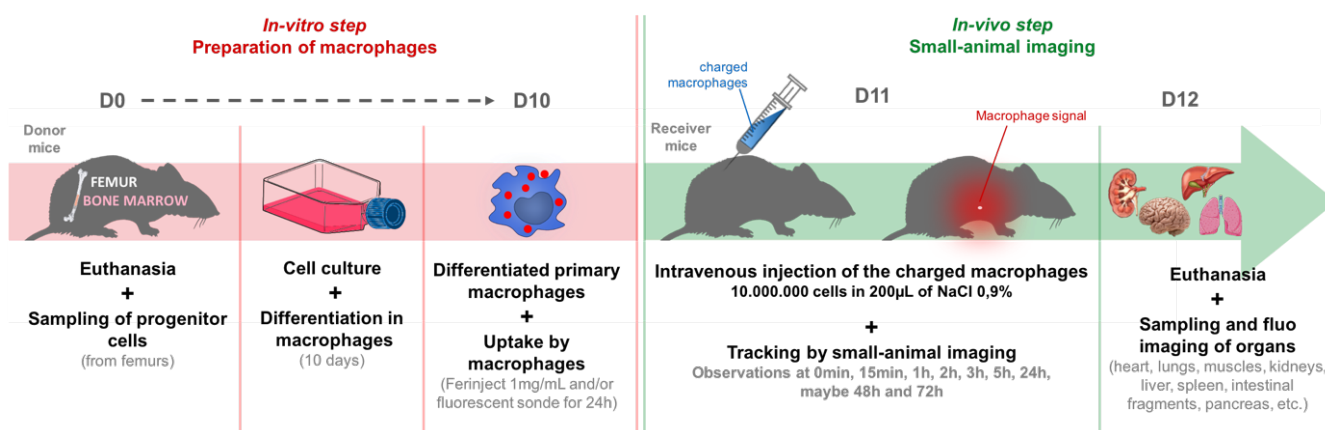 In-vitro step
Preparation of macrophages
D0
D10
Donor
mice
FEMUR
BONE MARROW
Euthanasia
+
Sampling of progenitor
cells
(from femurs)
Cell culture
+
Differentiation in
macrophages
(10 days)
Differentiated primary
macrophages
+
Uptake by
macrophages
(Ferinject 1mg/mL and/or
fluorescent sonde for 24h)
In-vivo step
Small-animal imaging
charged
macrophages
D11
D12
Receiver
mice
Macrophage signal
Intravenous injection of the charged macrophages
10.000.000 cells in 200µL of NaCl 0,9%
+
Tracking by small-animal imaging
Observations at 0min, 15min, 1h, 2h, 3h, 5h, 24h,
maybe 48h and 72h
Euthanasia
+
Sampling and fluo
imaging of organs
(heart, lungs, muscles, kidneys,
liver, spleen, intestinal
fragments, pancreas, etc.)